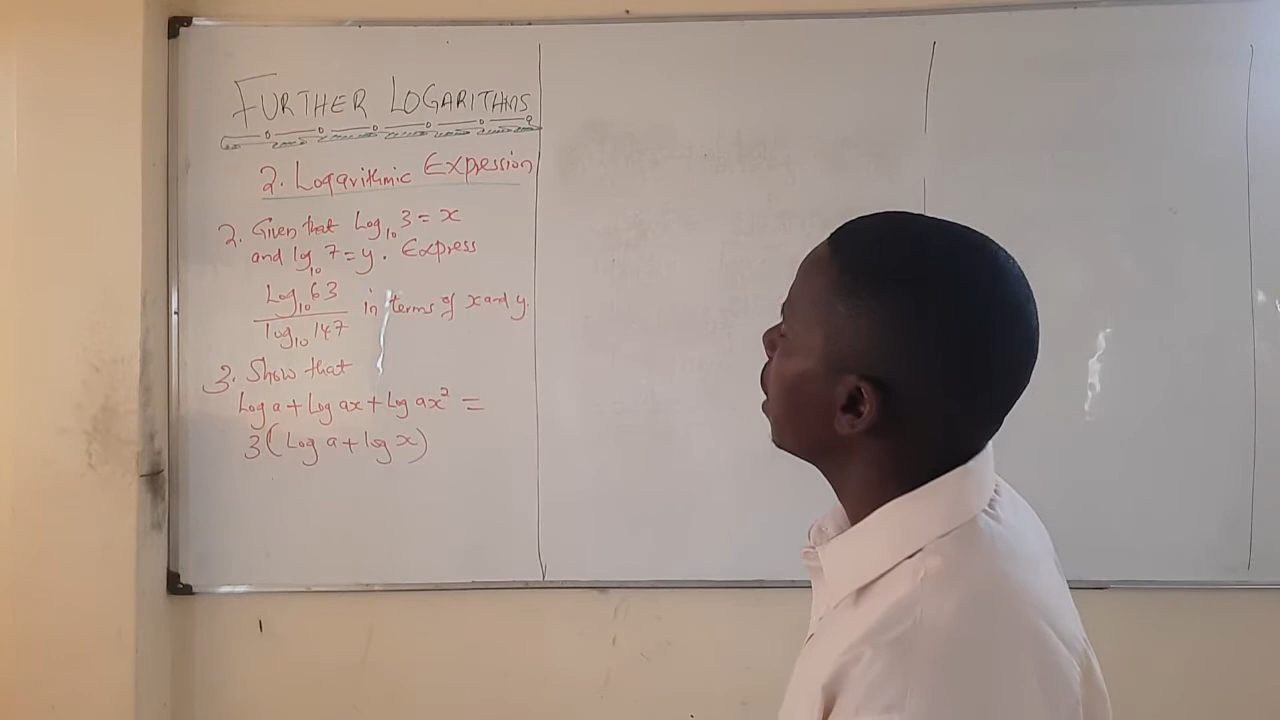 FURTHER LOGARITHMS
2. Logarithmic Expression
2. Given that Log₁₀ 3 = x
and log₁₀ 7 = y. Express
Log₁₀ 63
log₁₀ 147
in terms of x and y.
3. Show that
Log a + Log ax + Log ax² =
3(Log a + log x)